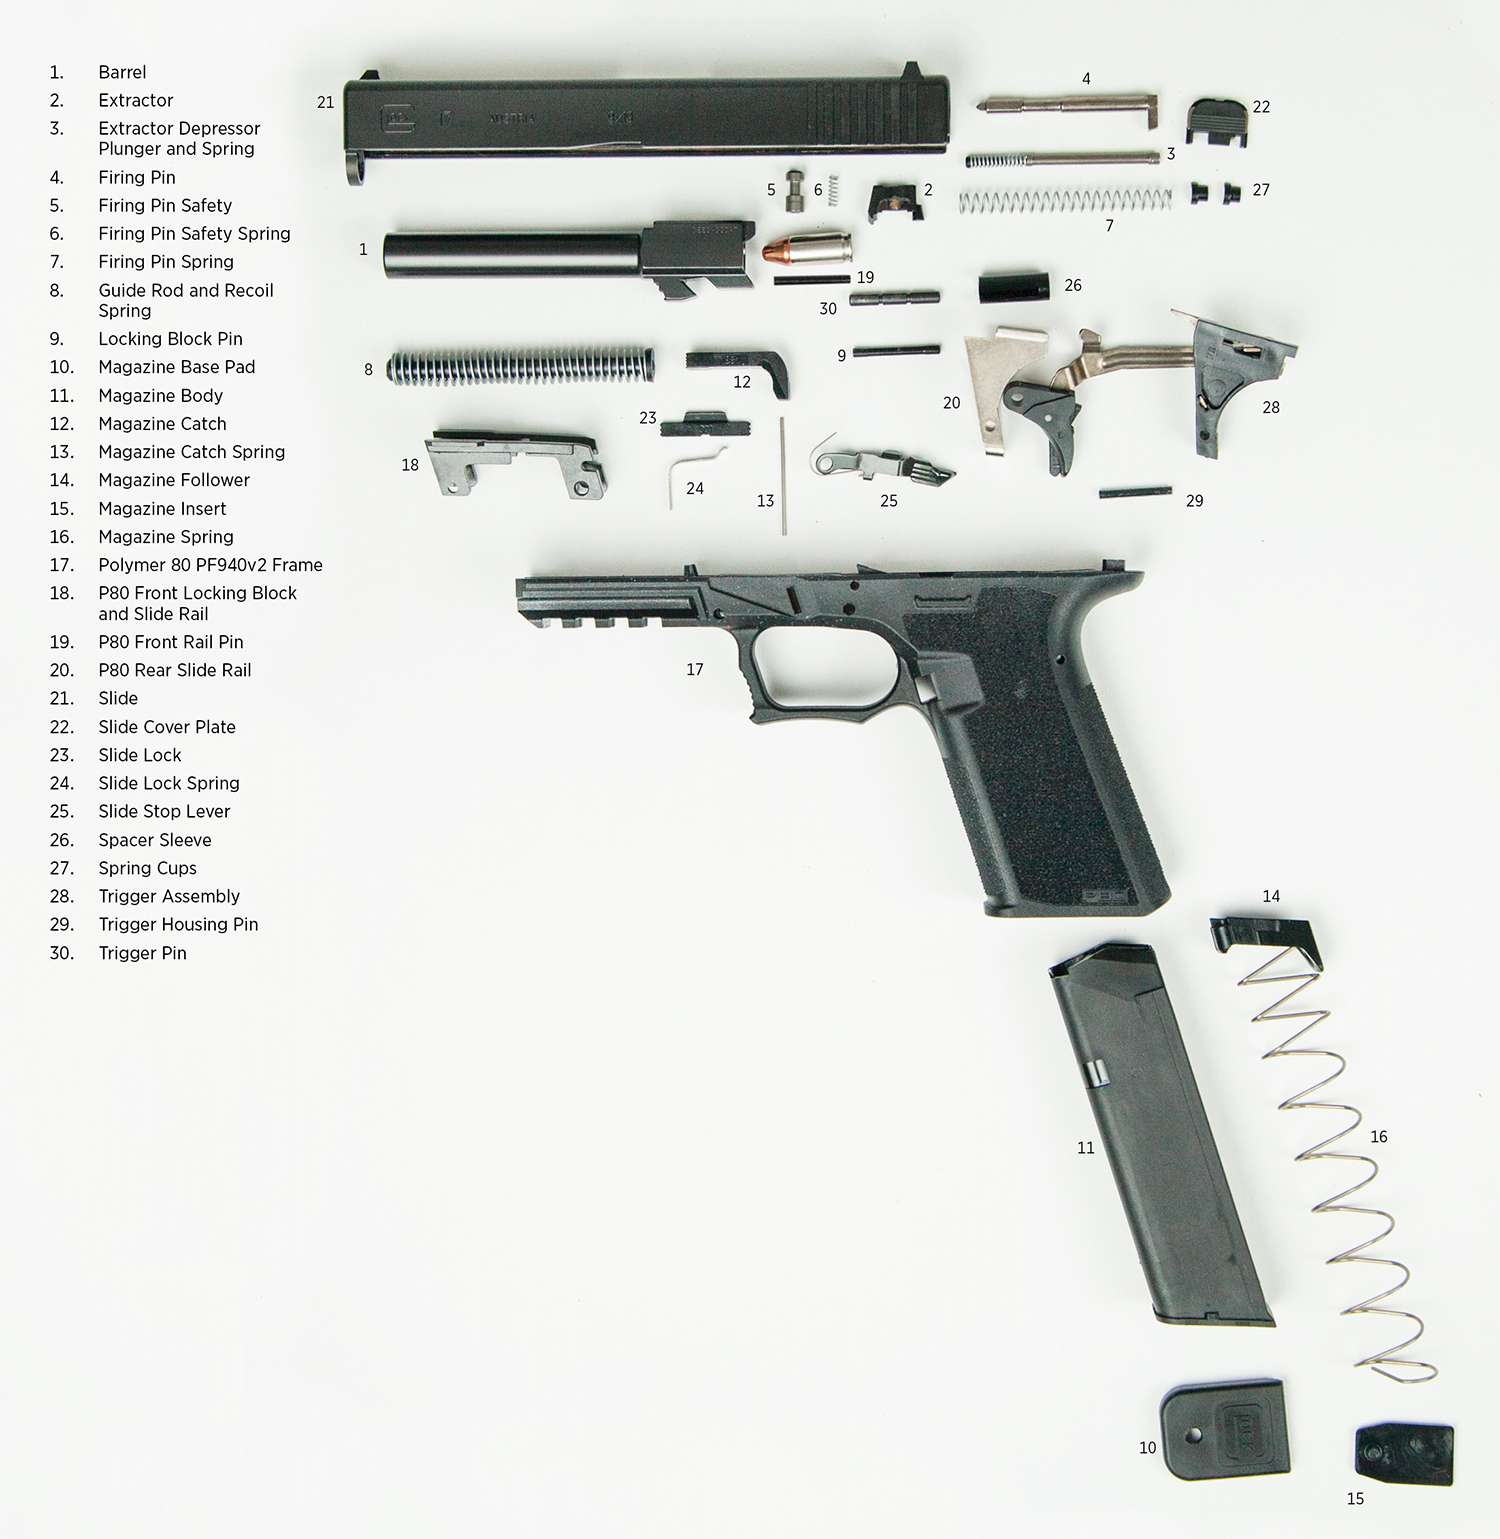 1. Barrel
2. Extractor
3. Extractor Depressor
Plunger and Spring
4. Firing Pin
5. Firing Pin Safety
6. Firing Pin Safety Spring
7. Firing Pin Spring
8. Guide Rod and Recoil
Spring
9. Locking Block Pin
10. Magazine Base Pad
11. Magazine Body
12. Magazine Catch
13. Magazine Catch Spring
14. Magazine Follower
15. Magazine Insert
16. Magazine Spring
17. Polymer 80 PF940v2 Frame
18. P80 Front Locking Block
and Slide Rail
19. P80 Front Rail Pin
20. P80 Rear Slide Rail
21. Slide
22. Slide Cover Plate
23. Slide Lock
24. Slide Lock Spring
25. Slide Stop Lever
26. Spacer Sleeve
27. Spring Cups
28. Trigger Assembly
29. Trigger Housing Pin
30. Trigger Pin
4
21
22
3
5
6
2
27
7
1
19
26
30
9
8
12
20
28
23
18
24
13
25
29
17
14
11
16
10
15
17 AUSTRIA 9x19
GLOCK